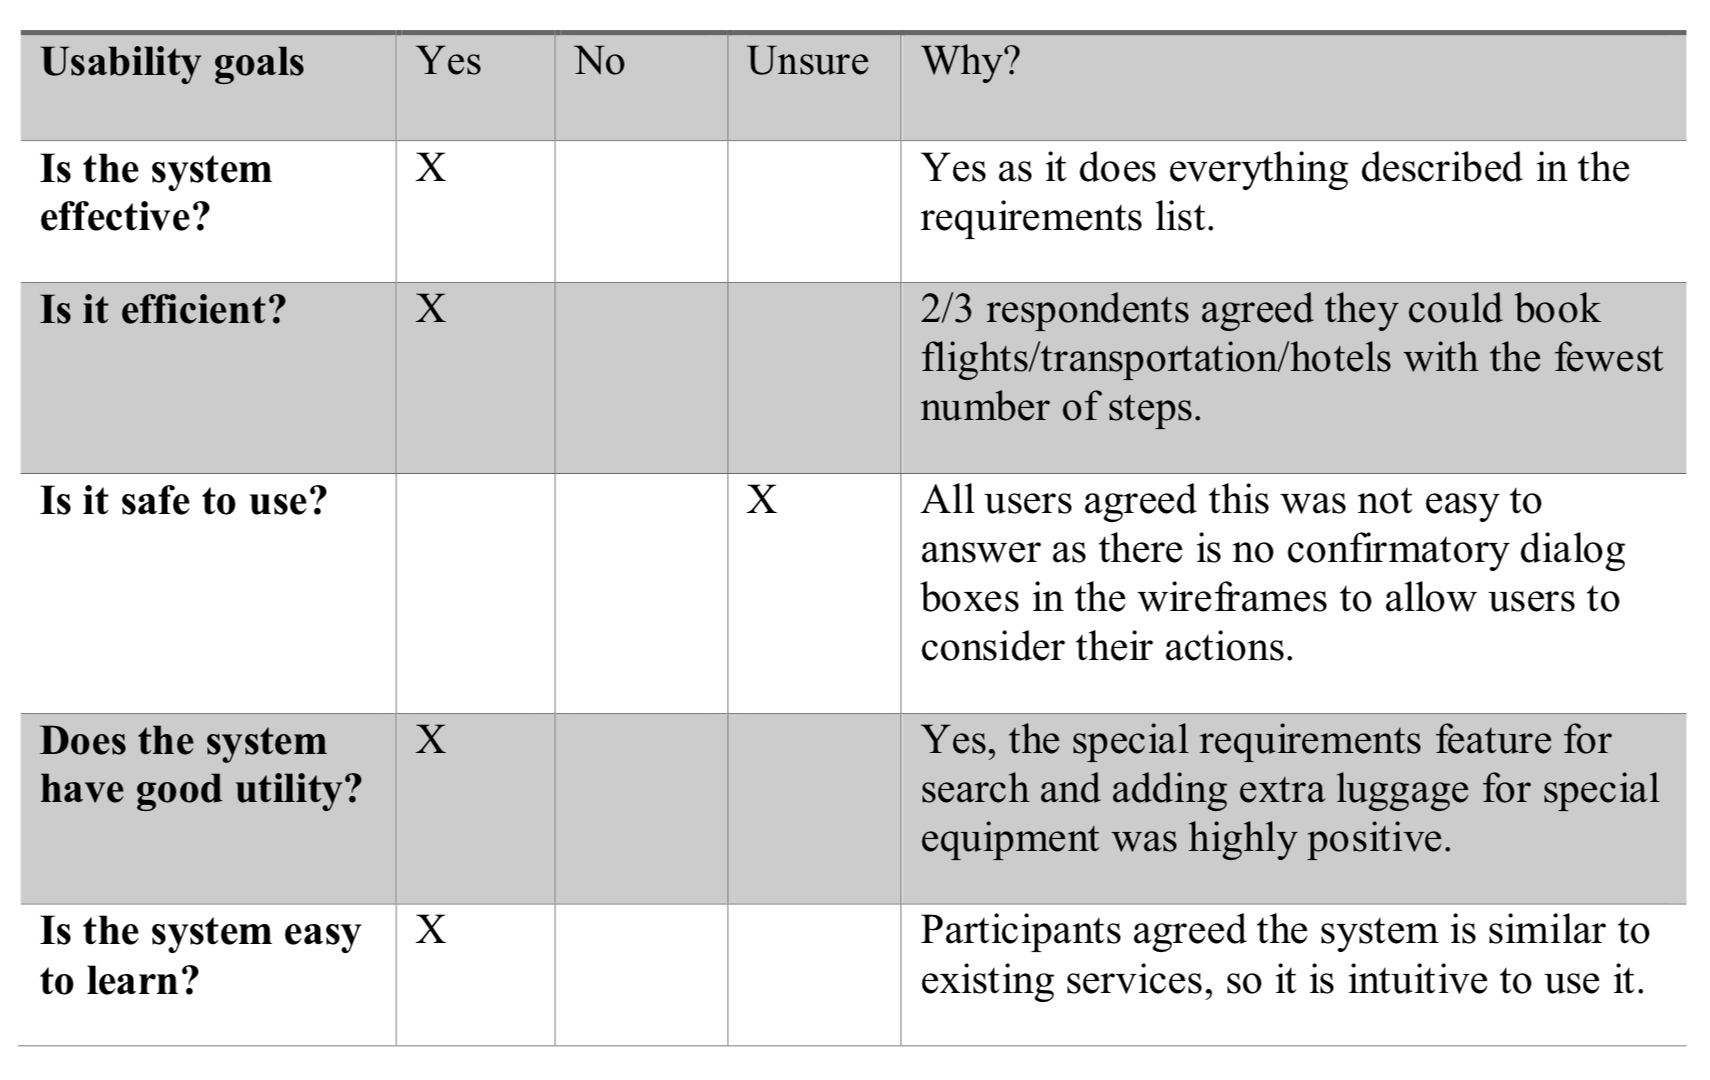 Usability goals Yes No Unsure Why?
Is the system X Yes as it does everything described in the
effective? requirements list.
Is it efficient? X 2/3 respondents agreed they could book
flights/transportation/hotels with the fewest
number of steps.
Is it safe to use? X All users agreed this was not easy to
answer as there is no confirmatory dialog
boxes in the wireframes to allow users to
consider their actions.
Does the system X Yes, the special requirements feature for
have good utility? search and adding extra luggage for special
equipment was highly positive.
Is the system easy X Participants agreed the system is similar to
to learn? existing services, so it is intuitive to use it.